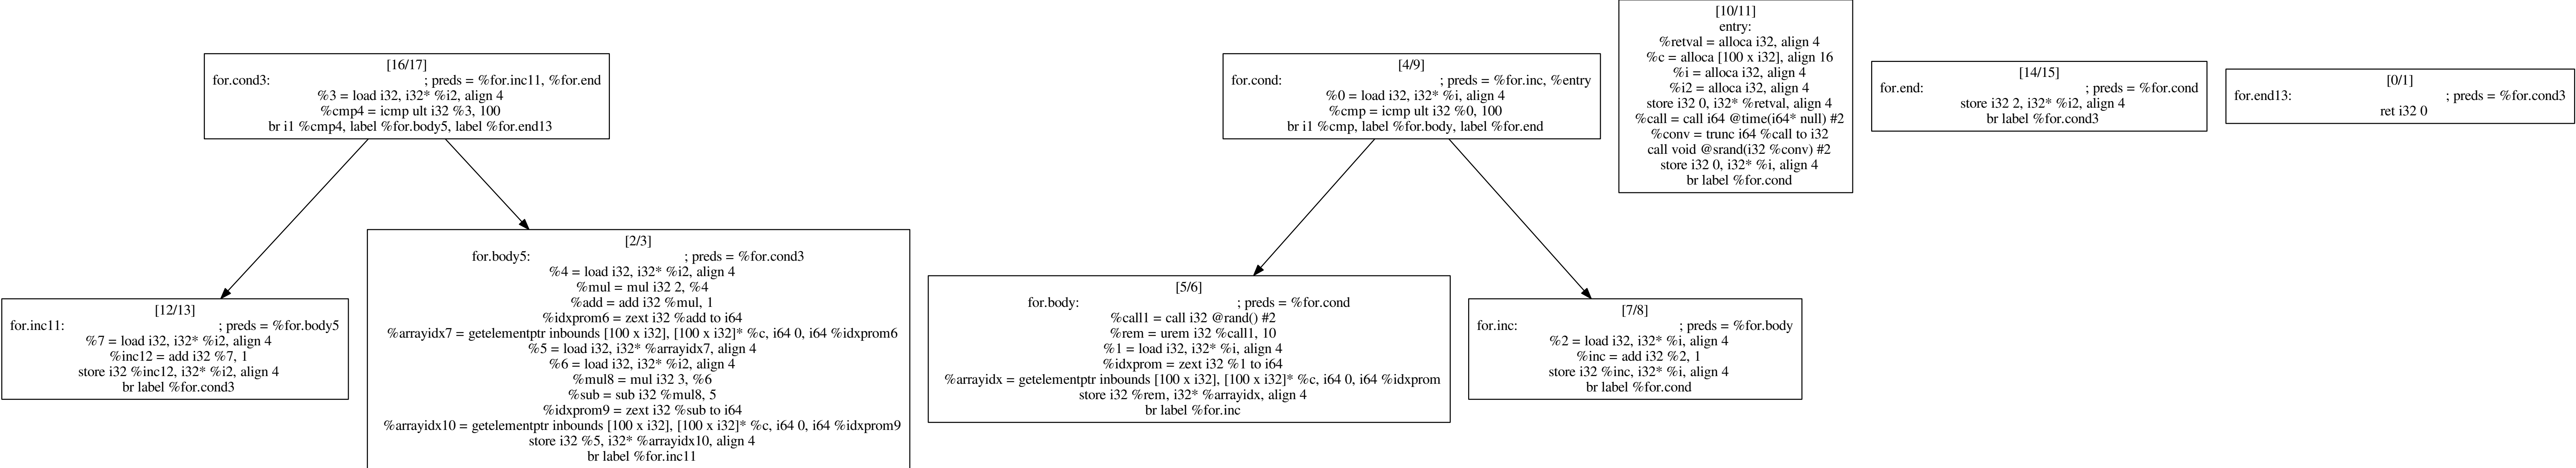 [16/17]
for.cond3: ; preds = %for.inc11, %for.end
%3 = load i32, i32* %i2, align 4
%cmp4 = icmp ult i32 %3, 100
br i1 %cmp4, label %for.body5, label %for.end13
[12/13]
for.inc11: ; preds = %for.body5
%7 = load i32, i32* %i2, align 4
%inc12 = add i32 %7, 1
store i32 %inc12, i32* %i2, align 4
br label %for.cond3
[2/3]
for.body5: ; preds = %for.cond3
%4 = load i32, i32* %i2, align 4
%mul = mul i32 2, %4
%add = add i32 %mul, 1
%idxprom6 = zext i32 %add to i64
%arrayidx7 = getelementptr inbounds [100 x i32], [100 x i32]* %c, i64 0, i64 %idxprom6
%5 = load i32, i32* %arrayidx7, align 4
%6 = load i32, i32* %i2, align 4
%mul8 = mul i32 3, %6
%sub = sub i32 %mul8, 5
%idxprom9 = zext i32 %sub to i64
%arrayidx10 = getelementptr inbounds [100 x i32], [100 x i32]* %c, i64 0, i64 %idxprom9
store i32 %5, i32* %arrayidx10, align 4
br label %for.inc11
[4/9]
for.cond: ; preds = %for.inc, %entry
%0 = load i32, i32* %i, align 4
%cmp = icmp ult i32 %0, 100
br i1 %cmp, label %for.body, label %for.end
[5/6]
for.body: ; preds = %for.cond
%call1 = call i32 @rand() #2
%rem = urem i32 %call1, 10
%1 = load i32, i32* %i, align 4
%idxprom = zext i32 %1 to i64
%arrayidx = getelementptr inbounds [100 x i32], [100 x i32]* %c, i64 0, i64 %idxprom
store i32 %rem, i32* %arrayidx, align 4
br label %for.inc
[7/8]
for.inc: ; preds = %for.body
%2 = load i32, i32* %i, align 4
%inc = add i32 %2, 1
store i32 %inc, i32* %i, align 4
br label %for.cond
[10/11]
entry:
%retval = alloca i32, align 4
%c = alloca [100 x i32], align 16
%i = alloca i32, align 4
%i2 = alloca i32, align 4
store i32 0, i32* %retval, align 4
%call = call i64 @time(i64* null) #2
%conv = trunc i64 %call to i32
call void @srand(i32 %conv) #2
store i32 0, i32* %i, align 4
br label %for.cond
[14/15]
for.end: ; preds = %for.cond
store i32 2, i32* %i2, align 4
br label %for.cond3
[0/1]
for.end13: ; preds = %for.cond3
ret i32 0